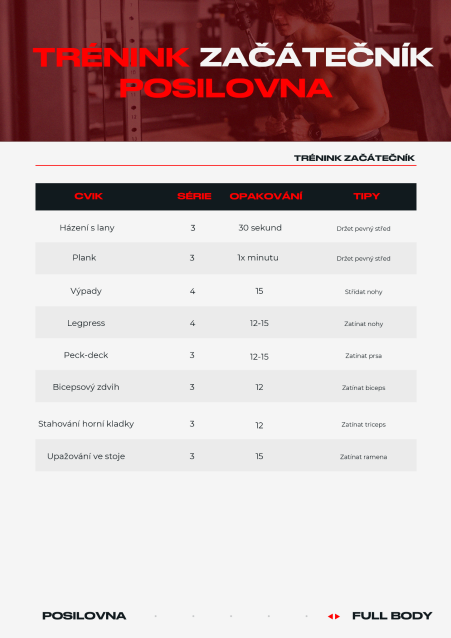 TRÉNINK ZAČÁTEČNÍK
POSILOVNA
TRÉNINK ZAČÁTEČNÍK
CVIK SÉRIE OPAKOVÁNÍ TIPY
Házení s lany 3 30 sekund Držet pevný střed
Plank 3 1x minutu Držet pevný střed
Výpady 4 15 Střídat nohy
Legpress 4 12-15 Zatínat nohy
Peck-deck 3 12-15 Zatínat prsa
Bicepsový zdvih 3 12 Zatínat biceps
Stahování horní kladky 3 12 Zatínat triceps
Upažování ve stoje 3 15 Zatínat ramena
POSILOVNA FULL BODY